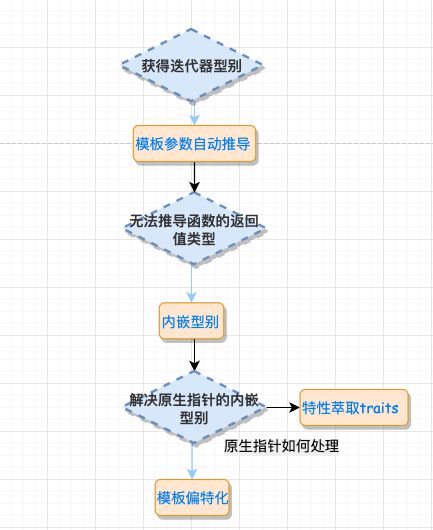 获得迭代器型别
模板参数自动推导
无法推导函数的返回
值类型
内嵌型别
解决原生指针的内嵌
型别
特性萃取traits
原生指针如何处理
模板偏特化